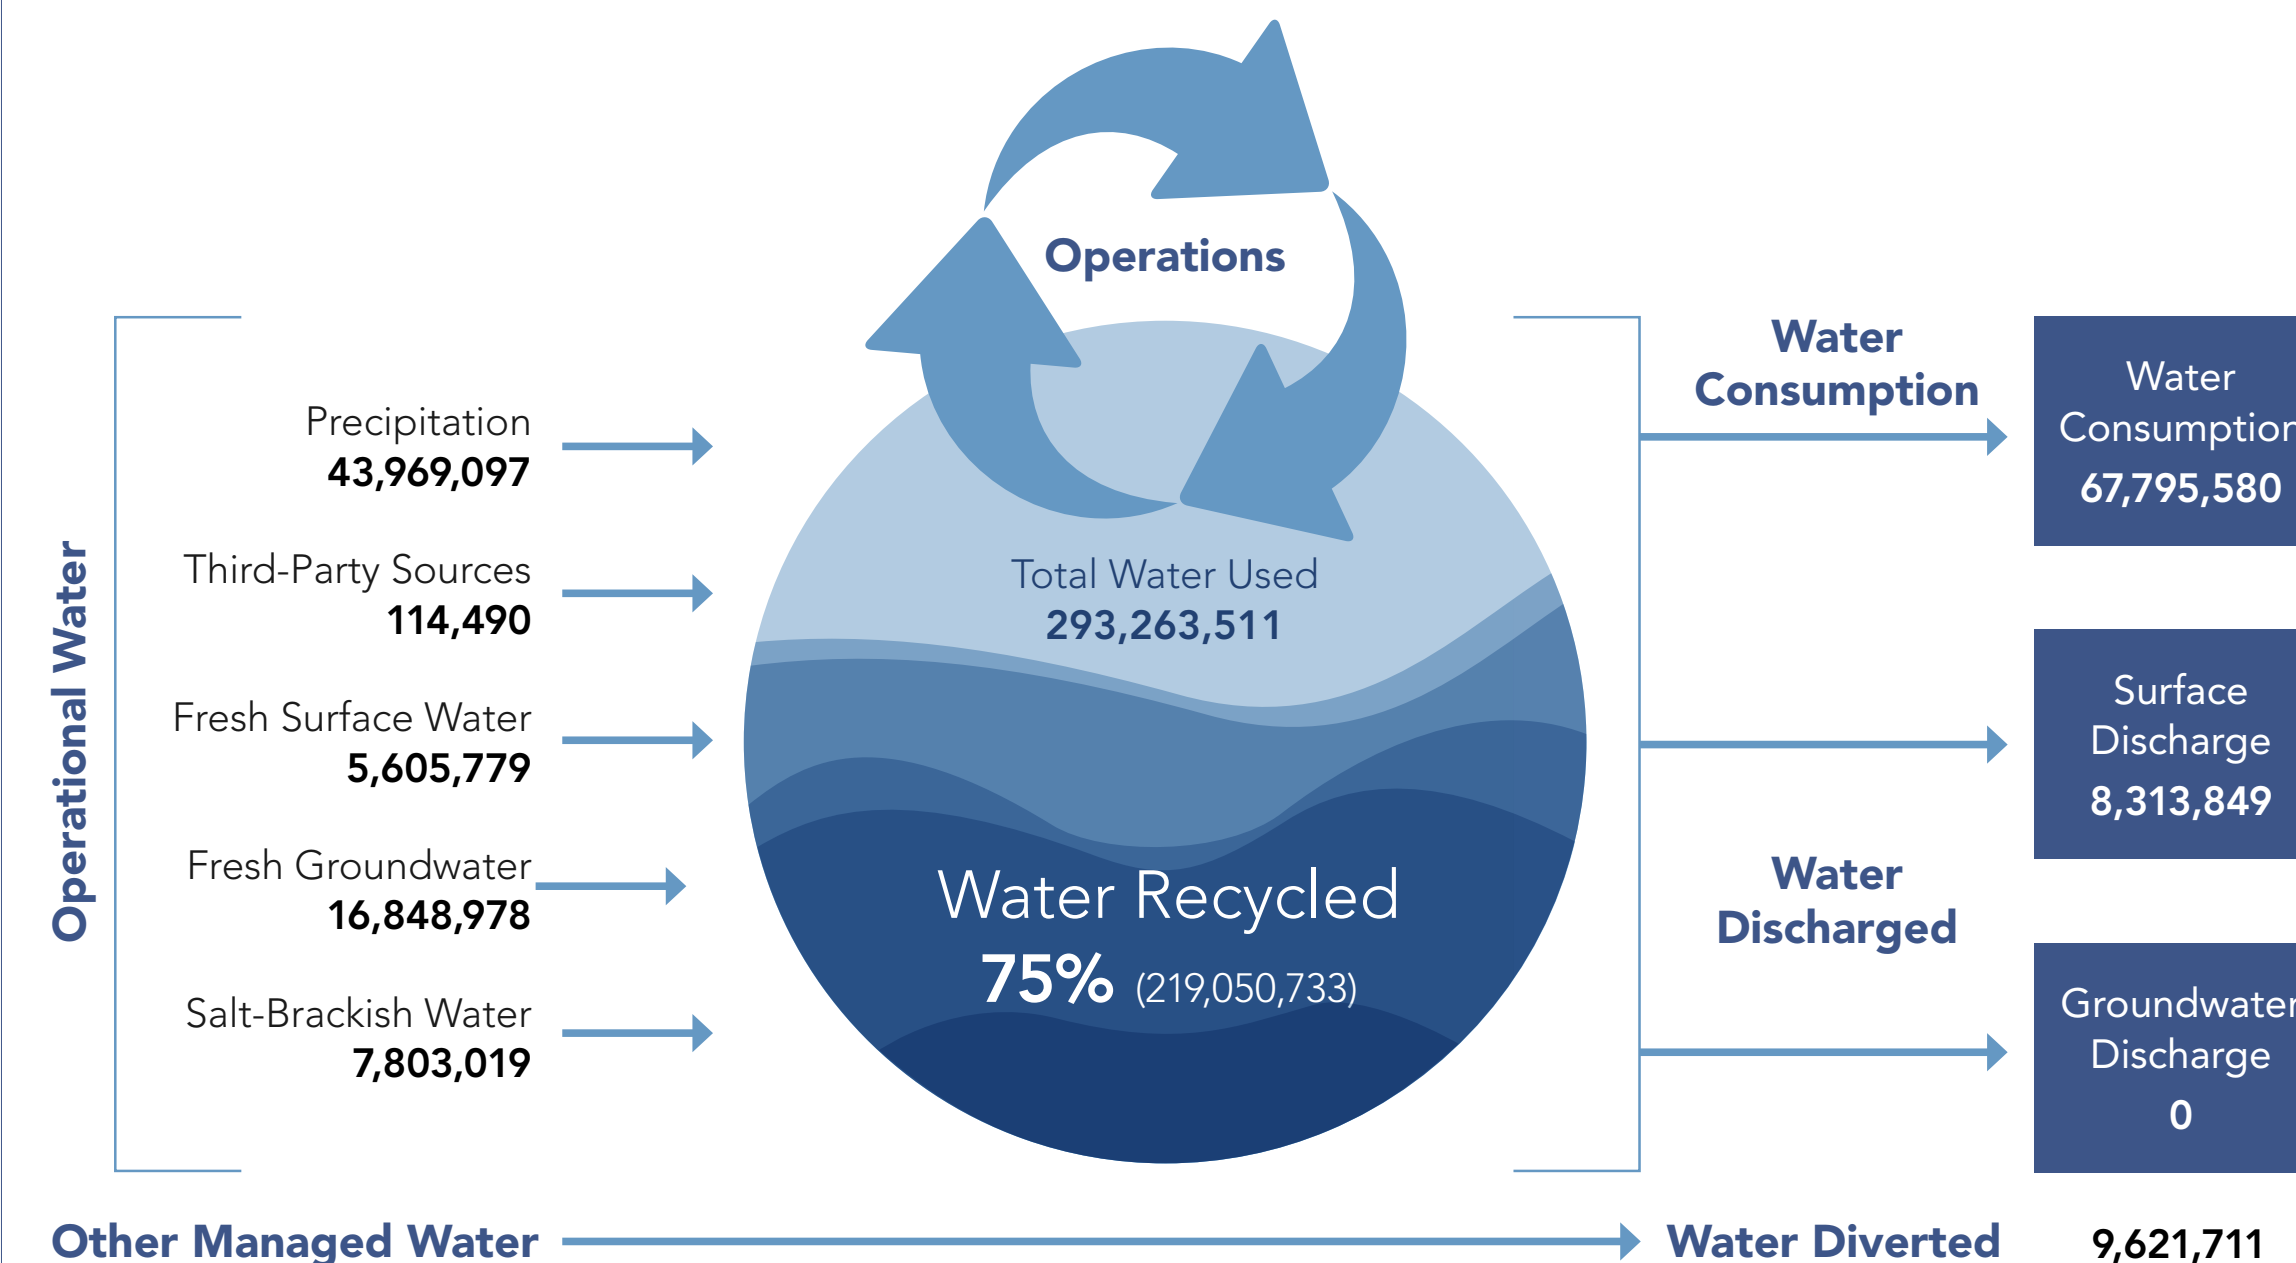 Operations
Operational Water
Precipitation
43,969,097
Third-Party Sources
114,490
Fresh Surface Water
5,605,779
Fresh Groundwater
16,848,978
Salt-Brackish Water
7,803,019
Total Water Used
293,263,511
Water Recycled
75% (219,050,733)
Water
Consumption
Water
Consumption
67,795,580
Surface
Discharge
8,313,849
Water
Discharged
Groundwater
Discharge
0
Other Managed Water
Water Diverted
9,621,711